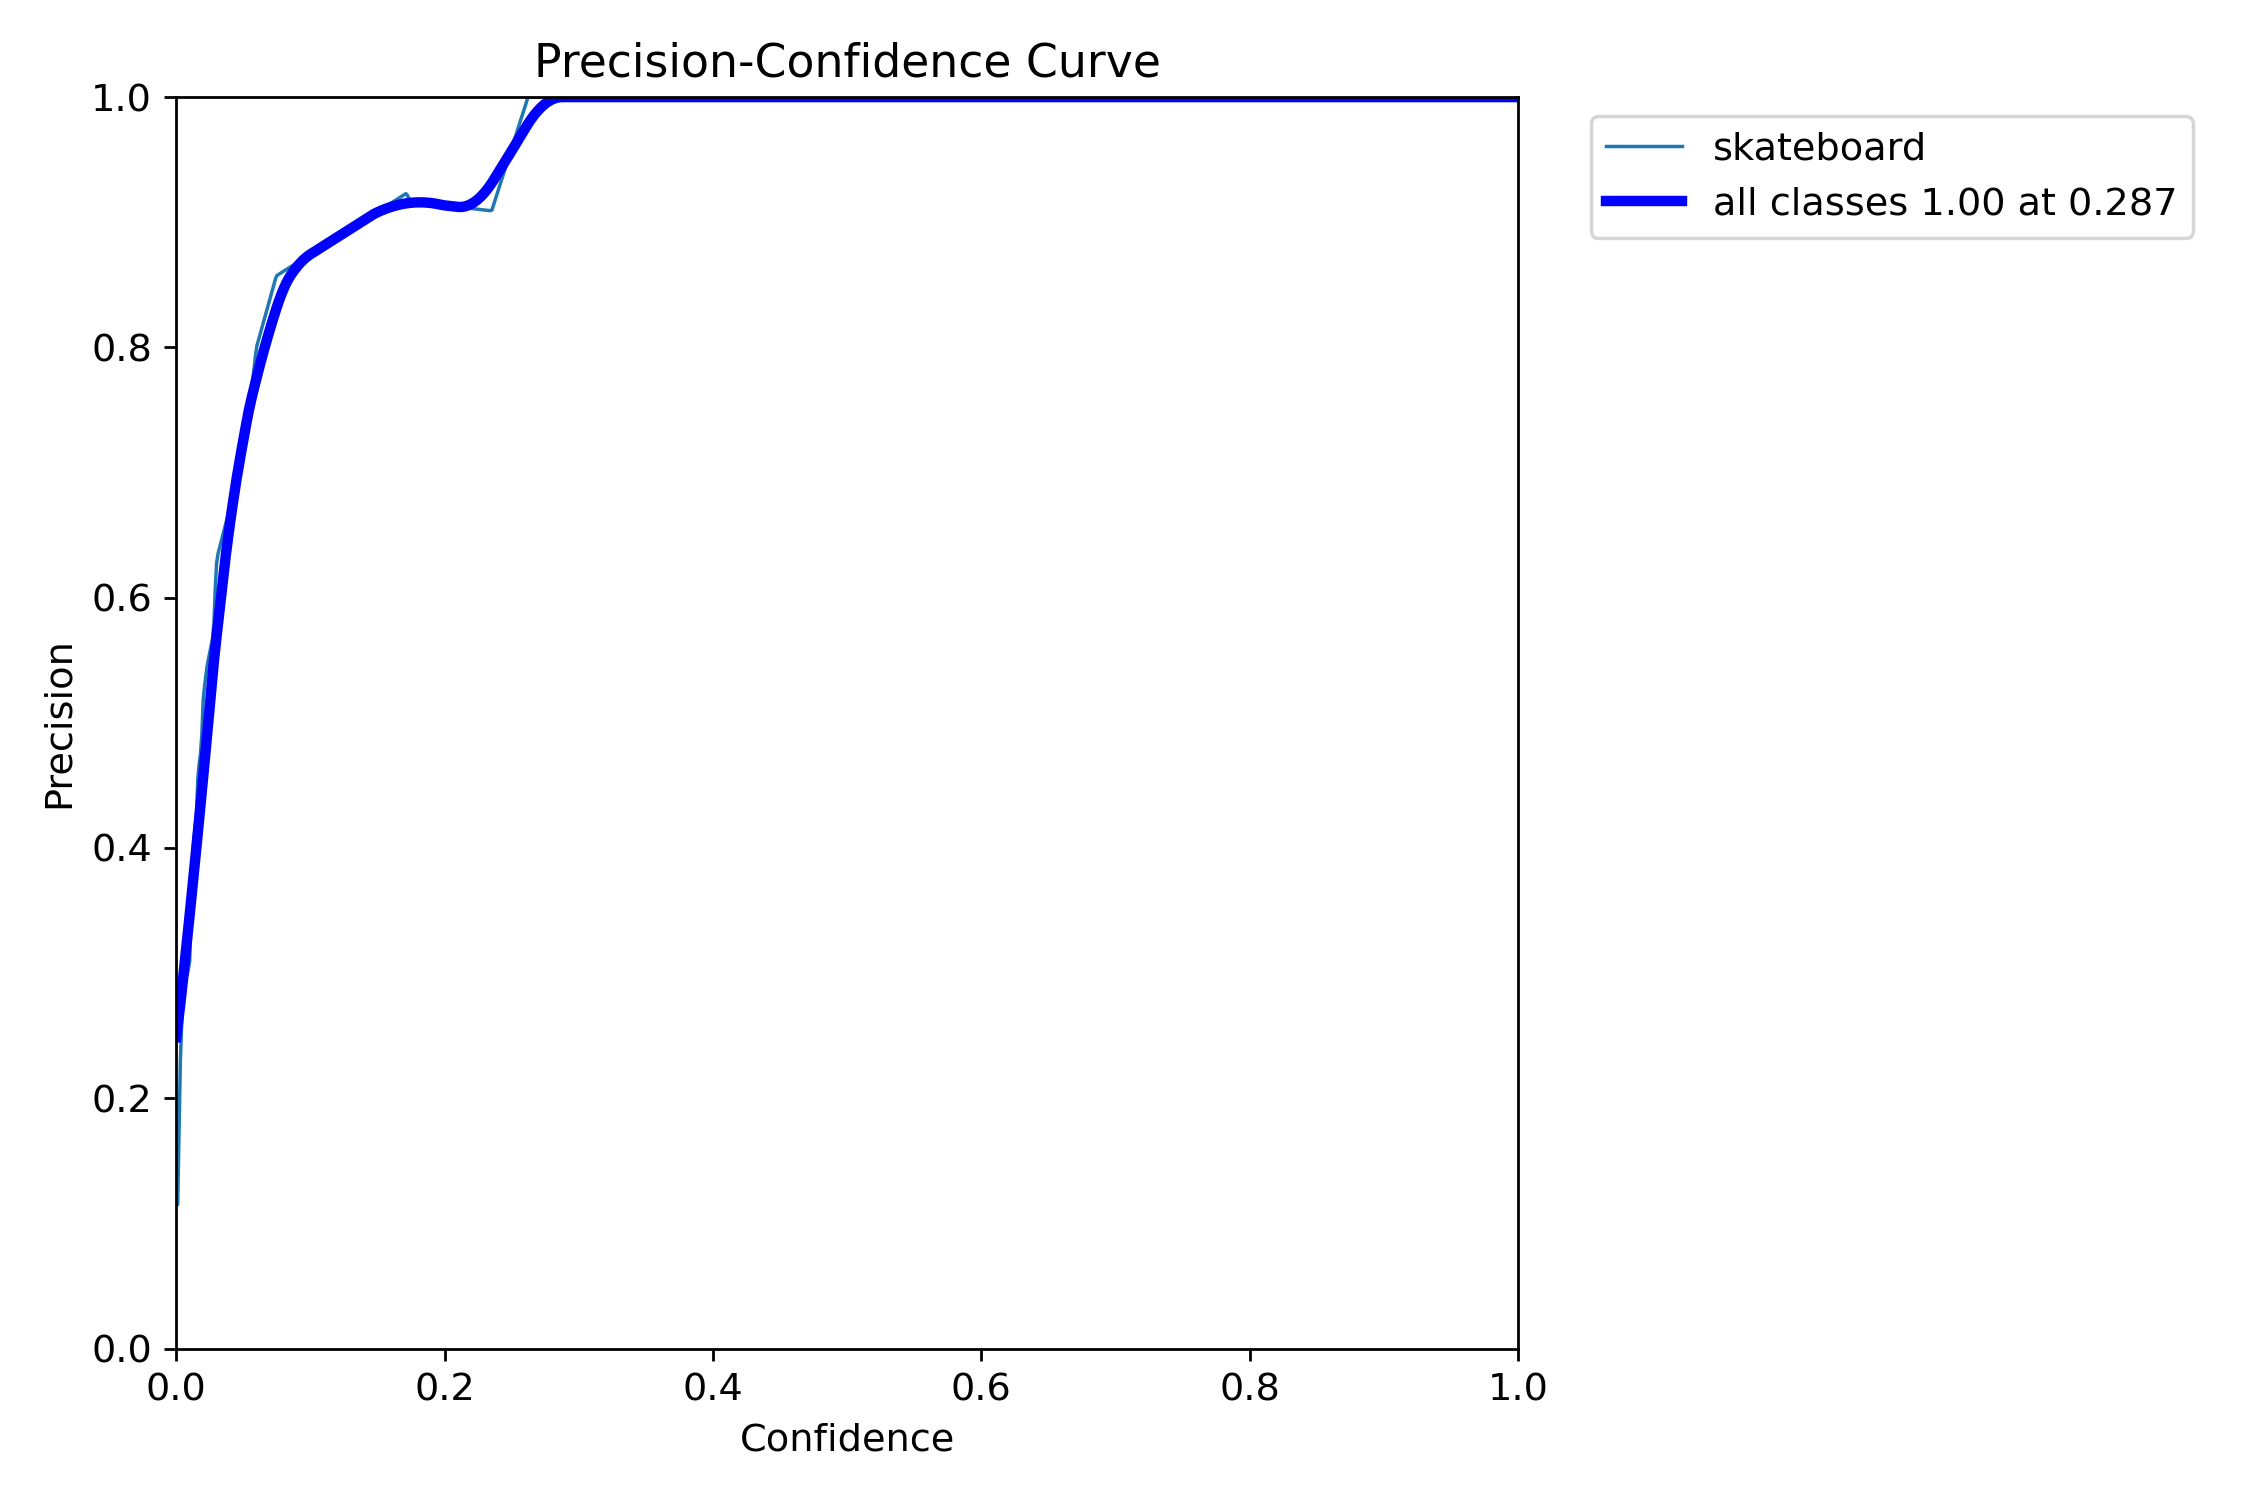 Precision-Confidence Curve
1.0
0.8
0.6
0.4
0.2
0.0
Precision
0.0 0.2 0.4 0.6 0.8 1.0
Confidence
skateboard
all classes 1.00 at 0.287